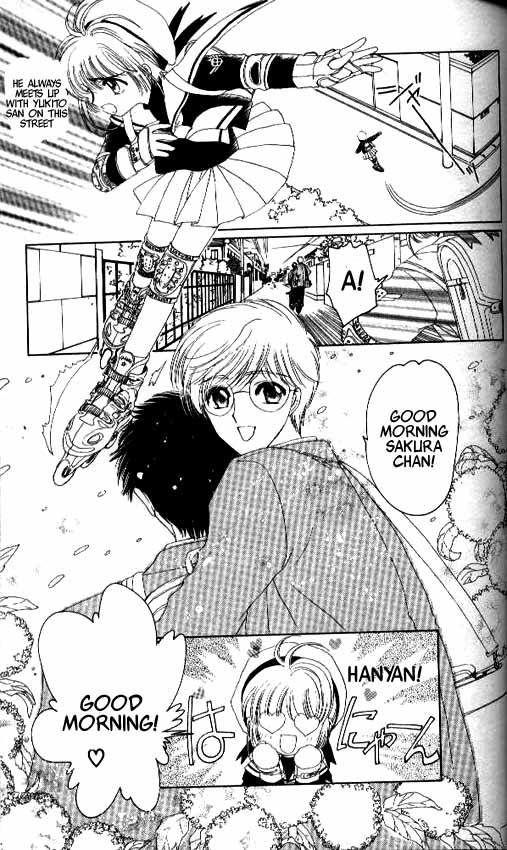 HE ALWAYS
MEETS UP
WITH YUKITO
SAN ON THIS
STREET
A!
GOOD
MORNING
SAKURA
CHAN!
GOOD
MORNING!
♡
HANYAN!
は
にゃーん